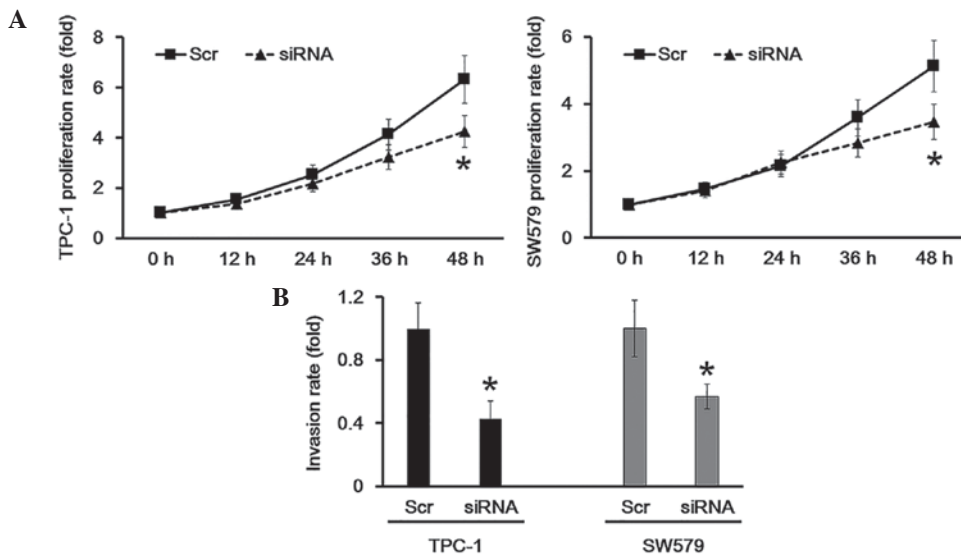 A
TPC-1 proliferation rate (fold)
8
6
4
2
0
Scr
siRNA
*
0 h 12 h 24 h 36 h 48 h
SW579 proliferation rate (fold)
6
4
2
0
Scr
siRNA
*
0 h 12 h 24 h 36 h 48 h
B
Invasion rate (fold)
1.2
0.8
0.4
0
*
*
Scr siRNA Scr siRNA
TPC-1 SW579